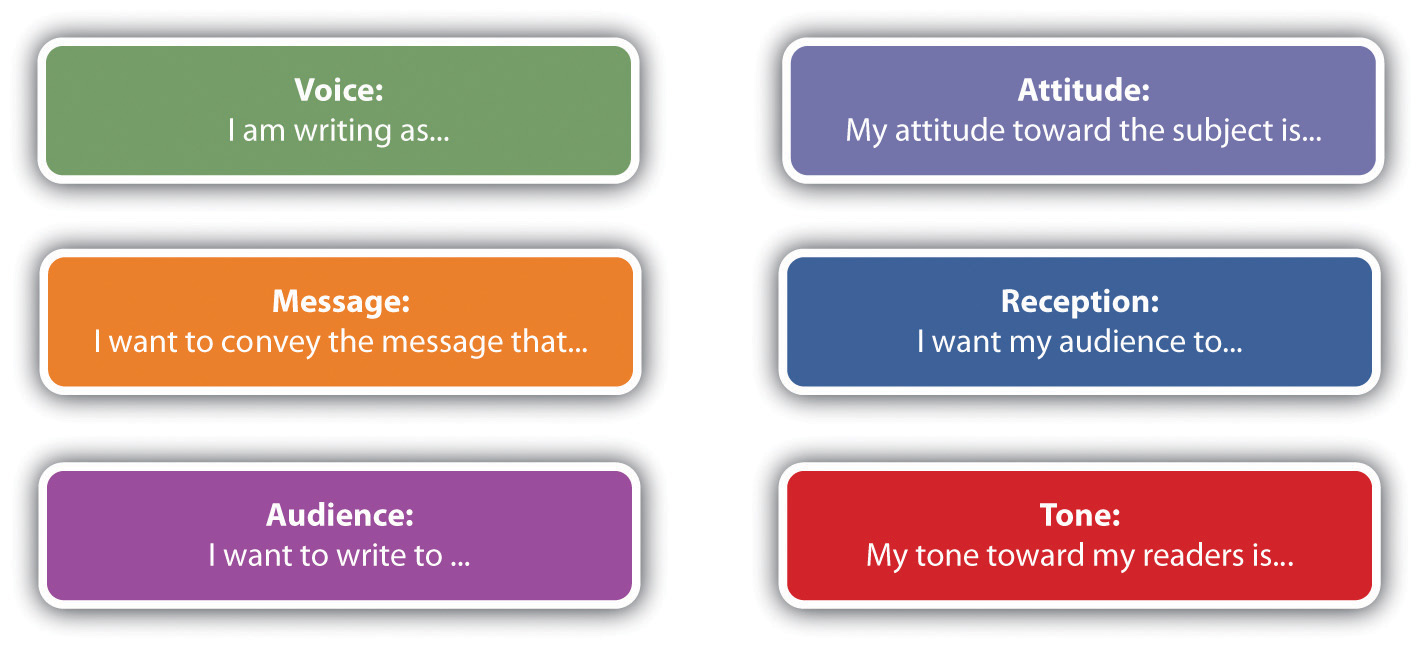 Voice:
I am writing as...
Attitude:
My attitude toward the subject is...
Message:
I want to convey the message that...
Reception:
I want my audience to...
Audience:
I want to write to ...
Tone:
My tone toward my readers is...